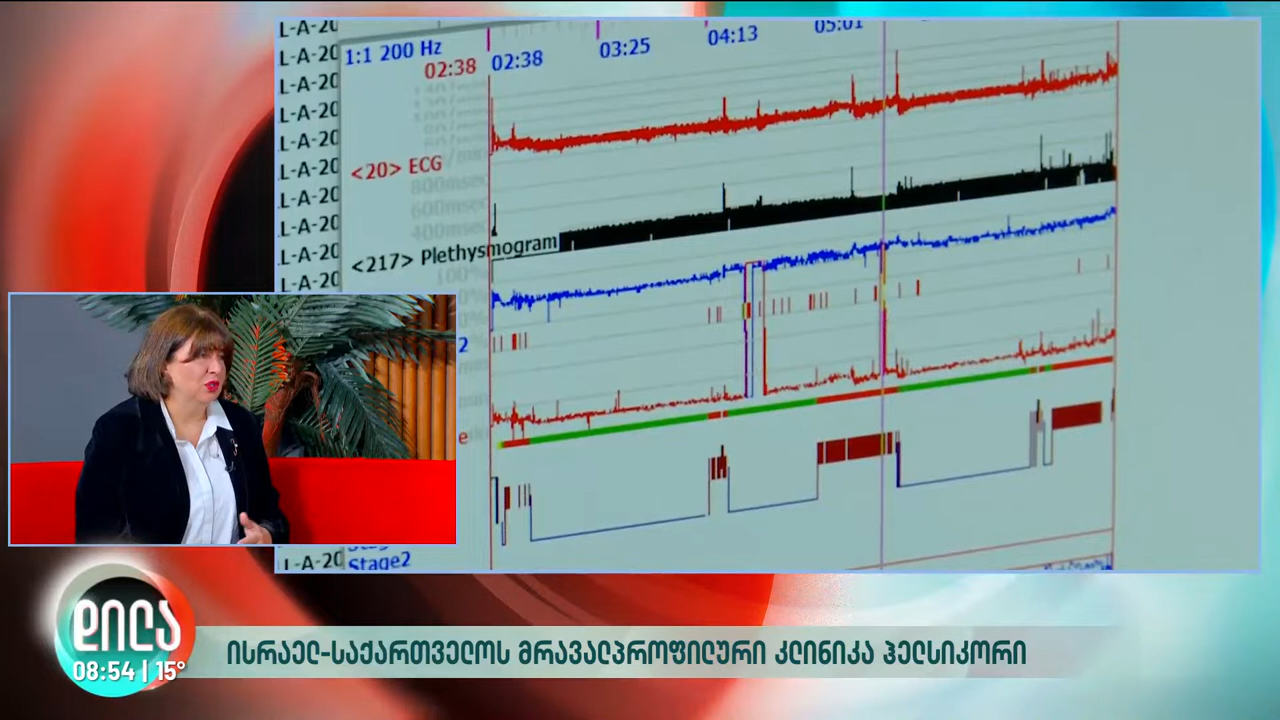 L-A-20
L-A-20
L-A-20
L-A-20
L-A-20
L-A-20
L-A-20
L-A-20
L-A-20
L-A-20
1:1 200 Hz
02:38
02:38
03:25
04:13
05:01
<20> ECG
800msec
600msec
400msec
<217> Plethysmogram
100%
2
e
L-A-20
Stage2
დილა
08:54 | 15°
ისრაელ-საქართველოს მრავალპროფილური კლინიკა ჰელსიკორი